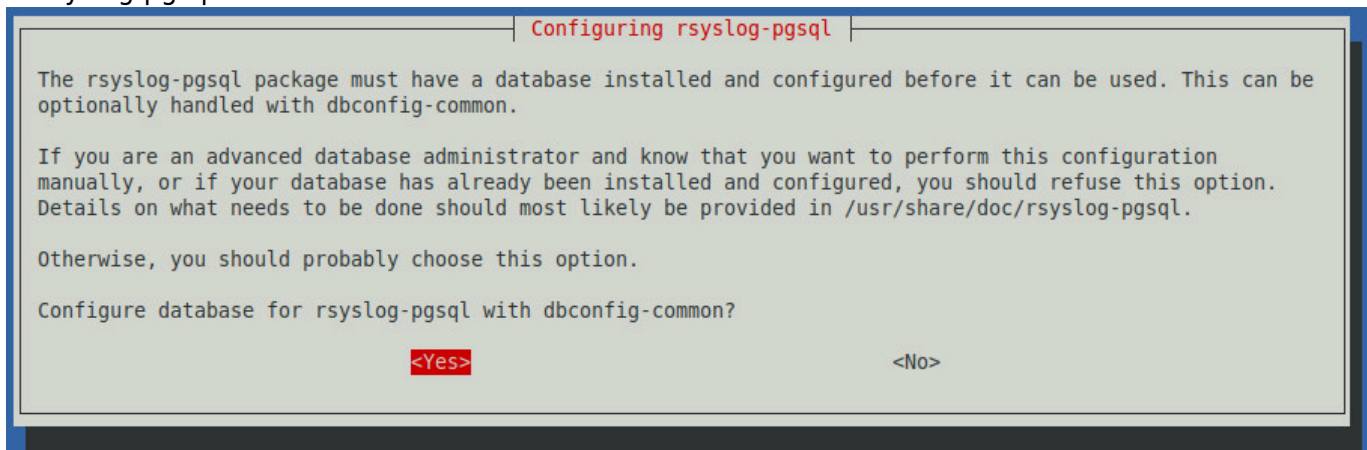 Configuring rsyslog-pgsql
The rsyslog-pgsql package must have a database installed and configured before it can be used. This can be
optionally handled with dbconfig-common.
If you are an advanced database administrator and know that you want to perform this configuration
manually, or if your database has already been installed and configured, you should refuse this option.
Details on what needs to be done should most likely be provided in /usr/share/doc/rsyslog-pgsql.
Otherwise, you should probably choose this option.
Configure database for rsyslog-pgsql with dbconfig-common?
<Yes> <No>